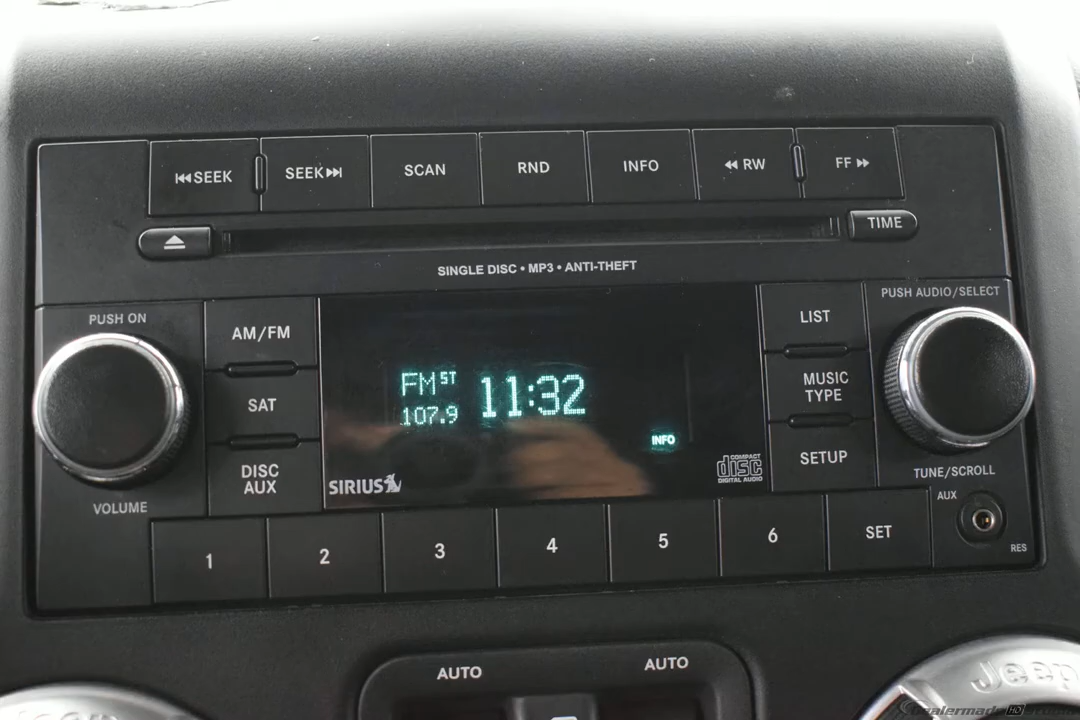 ⏮SEEK SEEK⏭ SCAN RND INFO ◀◀ RW FF ▶▶
TIME
SINGLE DISC • MP3 • ANTI-THEFT
PUSH ON
VOLUME
AM/FM
SAT
DISC
AUX
FM ST 11:32
107.9
INFO
SIRIUS
COMPACT
disc
DIGITAL AUDIO
LIST
MUSIC
TYPE
SETUP
PUSH AUDIO/SELECT
TUNE/SCROLL
AUX
RES
1 2 3 4 5 6 SET
AUTO AUTO
Jeep
Jeep